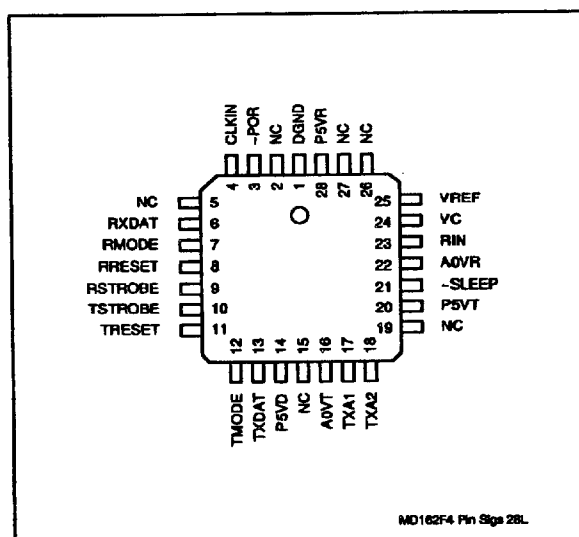 CLKIN
~POR
NC
DGND
P5VR
NC
NC
4
3
2
1
28
27
26
NC 5
RXDAT 6
RMODE 7
RRESET 8
RSTROBE 9
TSTROBE 10
TRESET 11
25 VREF
24 VC
23 RIN
22 A0VR
21 ~SLEEP
20 P5VT
19 NC
12
13
14
15
16
17
18
TMODE
TXDAT
P5VD
NC
A0VT
TXA1
TXA2
MD162F4 Pin Sigs 28L